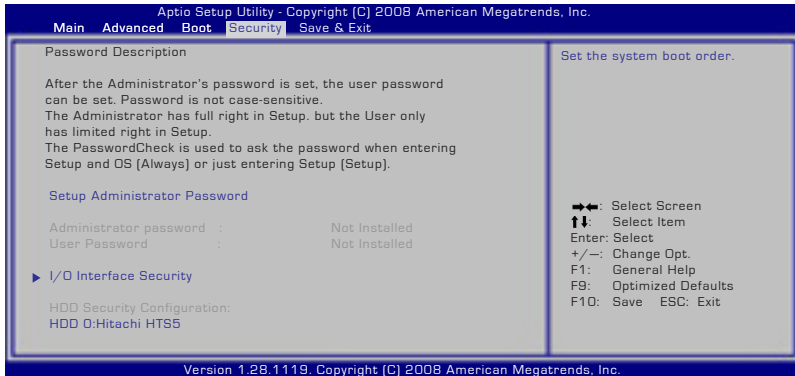 Aptio Setup Utility - Copyright (C) 2008 American Megatrends, Inc.
Main Advanced Boot Security Save & Exit
Password Description
After the Administrator's password is set, the user password
can be set. Password is not case-sensitive.
The Administrator has full right in Setup. but the User only
has limited right in Setup.
The PasswordCheck is used to ask the password when entering
Setup and OS (Always) or just entering Setup (Setup).
Setup Administrator Password
Administrator password : Not Installed
User Password : Not Installed
I/O Interface Security
HDD Security Configuration:
HDD 0:Hitachi HTS5
Set the system boot order.
→←: Select Screen
↑↓: Select Item
Enter: Select
+/—: Change Opt.
F1: General Help
F9: Optimized Defaults
F10: Save ESC: Exit
Version 1.28.1119. Copyright (C) 2008 American Megatrends, Inc.